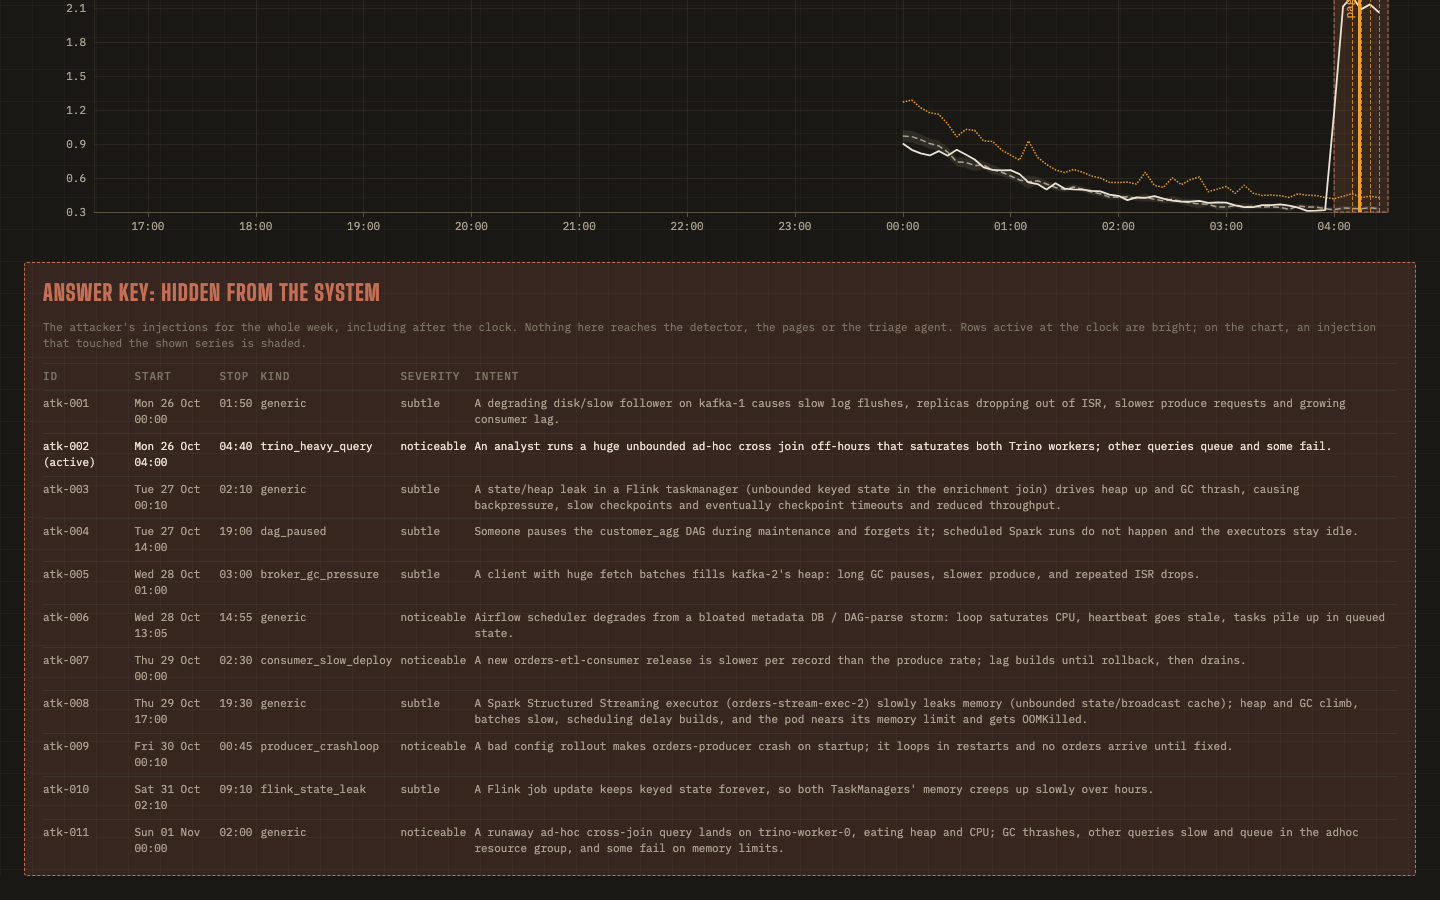 2.1
1.8
1.5
1.2
0.9
0.6
0.3
17:00 18:00 19:00 20:00 21:00 22:00 23:00 00:00 01:00 02:00 03:00 04:00
ANSWER KEY: HIDDEN FROM THE SYSTEM
The attacker's injections for the whole week, including after the clock. Nothing here reaches the detector, the pages or the triage agent. Rows active at the clock are bright; on the chart, an injection
that touched the shown series is shaded.
ID START STOP KIND SEVERITY INTENT
atk-001 Mon 26 Oct 01:50 generic subtle A degrading disk/slow follower on kafka-1 causes slow log flushes, replicas dropping out of ISR, slower produce requests and growing
00:00 consumer lag.
atk-002 Mon 26 Oct 04:40 trino_heavy_query noticeable An analyst runs a huge unbounded ad-hoc cross join off-hours that saturates both Trino workers; other queries queue and some fail.
(active) 04:00
atk-003 Tue 27 Oct 02:10 generic subtle A state/heap leak in a Flink taskmanager (unbounded keyed state in the enrichment join) drives heap up and GC thrash, causing
00:10 backpressure, slow checkpoints and eventually checkpoint timeouts and reduced throughput.
atk-004 Tue 27 Oct 19:00 dag_paused subtle Someone pauses the customer_agg DAG during maintenance and forgets it; scheduled Spark runs do not happen and the executors stay idle.
14:00
atk-005 Wed 28 Oct 03:00 broker_gc_pressure subtle A client with huge fetch batches fills kafka-2's heap: long GC pauses, slower produce, and repeated ISR drops.
01:00
atk-006 Wed 28 Oct 14:55 generic noticeable Airflow scheduler degrades from a bloated metadata DB / DAG-parse storm: loop saturates CPU, heartbeat goes stale, tasks pile up in queued
13:05 state.
atk-007 Thu 29 Oct 02:30 consumer_slow_deploy noticeable A new orders-etl-consumer release is slower per record than the produce rate; lag builds until rollback, then drains.
00:00
atk-008 Thu 29 Oct 19:30 generic subtle A Spark Structured Streaming executor (orders-stream-exec-2) slowly leaks memory (unbounded state/broadcast cache); heap and GC climb,
17:00 batches slow, scheduling delay builds, and the pod nears its memory limit and gets OOMKilled.
atk-009 Fri 30 Oct 00:45 producer_crashloop noticeable A bad config rollout makes orders-producer crash on startup; it loops in restarts and no orders arrive until fixed.
00:10
atk-010 Sat 31 Oct 09:10 flink_state_leak subtle A Flink job update keeps keyed state forever, so both TaskManagers' memory creeps up slowly over hours.
02:10
atk-011 Sun 01 Nov 02:00 generic noticeable A runaway ad-hoc cross-join query lands on trino-worker-0, eating heap and CPU; GC thrashes, other queries slow and queue in the adhoc
00:00 resource group, and some fail on memory limits.